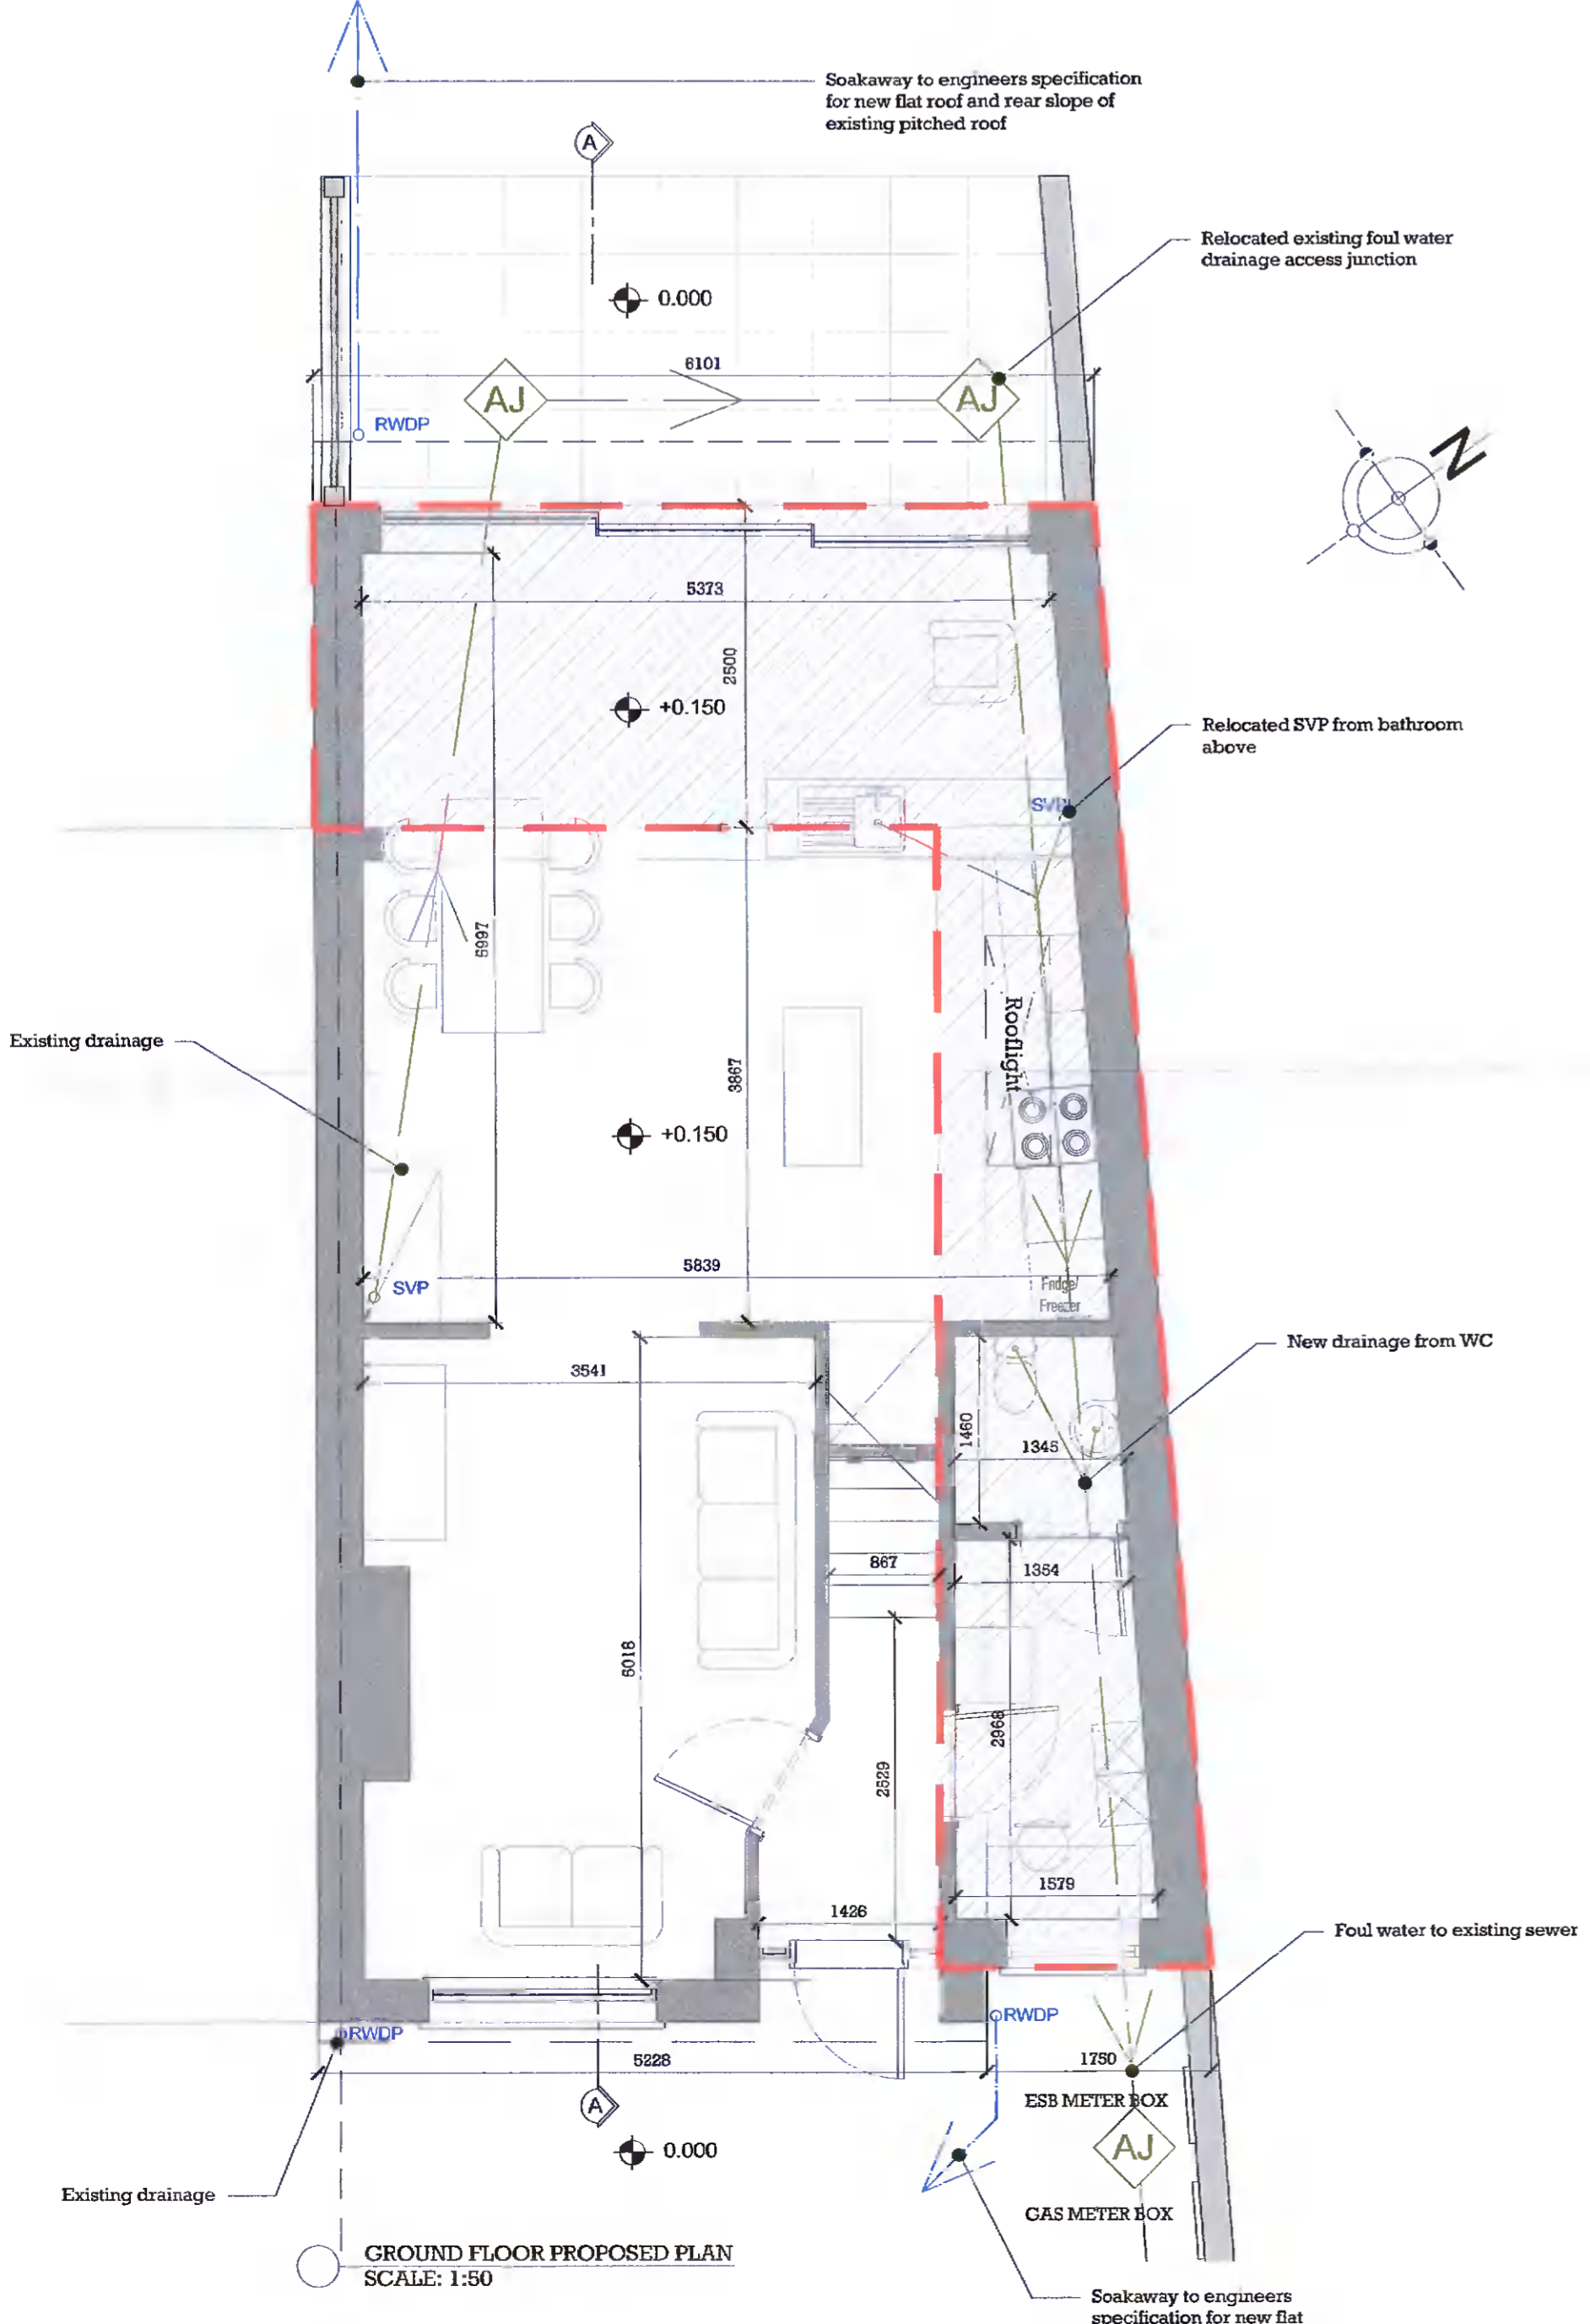 Soakaway to engineers specification
for new flat roof and rear slope of
existing pitched roof
A
Relocated existing foul water
drainage access junction
0.000
6101
AJ
AJ
RWDP
N
5373
2500
+0.150
Relocated SVP from bathroom
above
SVP
5997
Rooflight
Existing drainage
3867
+0.150
5839
SVP
Fridge/
Freezer
New drainage from WC
3541
1460
1345
867
1354
6018
2968
2529
1579
1426
Foul water to existing sewer
RWDP
RWDP
5228
1750
ESB METER BOX
A
AJ
0.000
Existing drainage
GAS METER BOX
GROUND FLOOR PROPOSED PLAN
SCALE: 1:50
Soakaway to engineers
specification for new flat